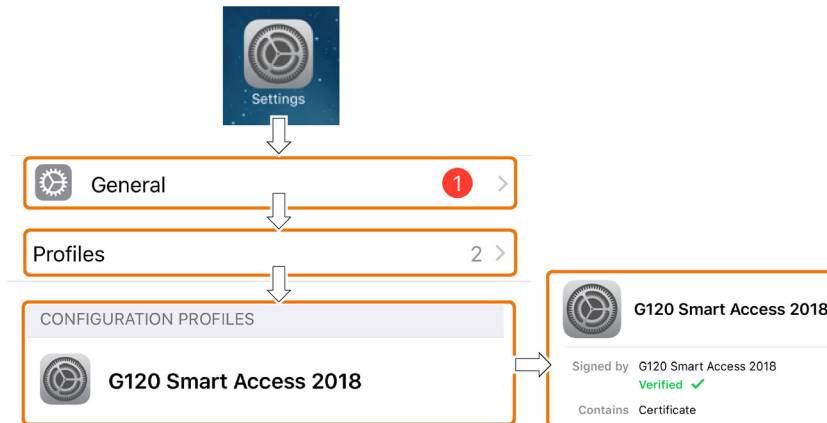 Settings
General 1
Profiles 2
CONFIGURATION PROFILES
G120 Smart Access 2018
G120 Smart Access 2018
Signed by G120 Smart Access 2018
Verified
Contains Certificate